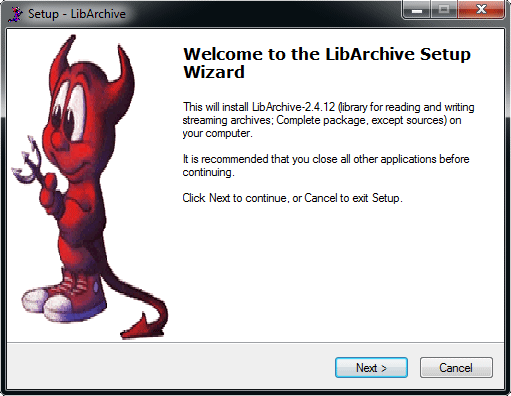 Setup - LibArchive
Welcome to the LibArchive Setup
Wizard
This will install LibArchive-2.4.12 (library for reading and writing
streaming archives; Complete package, except sources) on
your computer.
It is recommended that you close all other applications before
continuing.
Click Next to continue, or Cancel to exit Setup.
Next >
Cancel